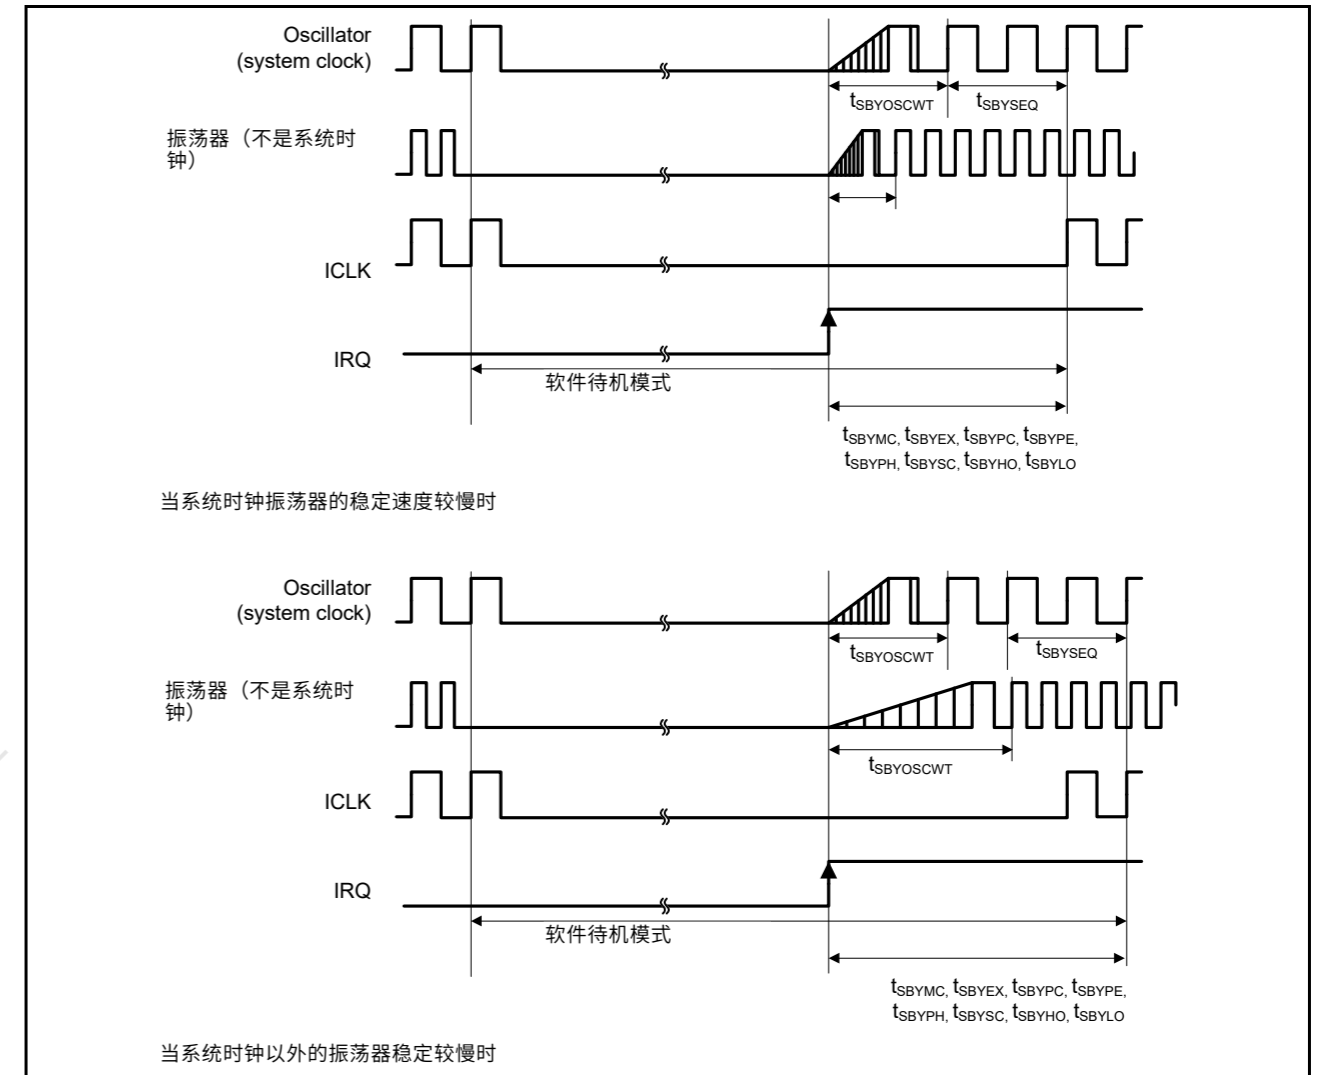 Oscillator
(system clock)
tSBYOSCWT
tSBYSEQ
振荡器（不是系统时
钟）
ICLK
IRQ
软件待机模式
tSBYMC, tSBYEX, tSBYPC, tSBYPE,
tSBYPH, tSBYSC, tSBYHO, tSBYLO
当系统时钟振荡器的稳定速度较慢时
Oscillator
(system clock)
tSBYOSCWT
tSBYSEQ
振荡器（不是系统时
钟）
tSBYOSCWT
ICLK
IRQ
软件待机模式
tSBYMC, tSBYEX, tSBYPC, tSBYPE,
tSBYPH, tSBYSC, tSBYHO, tSBYLO
当系统时钟以外的振荡器稳定较慢时